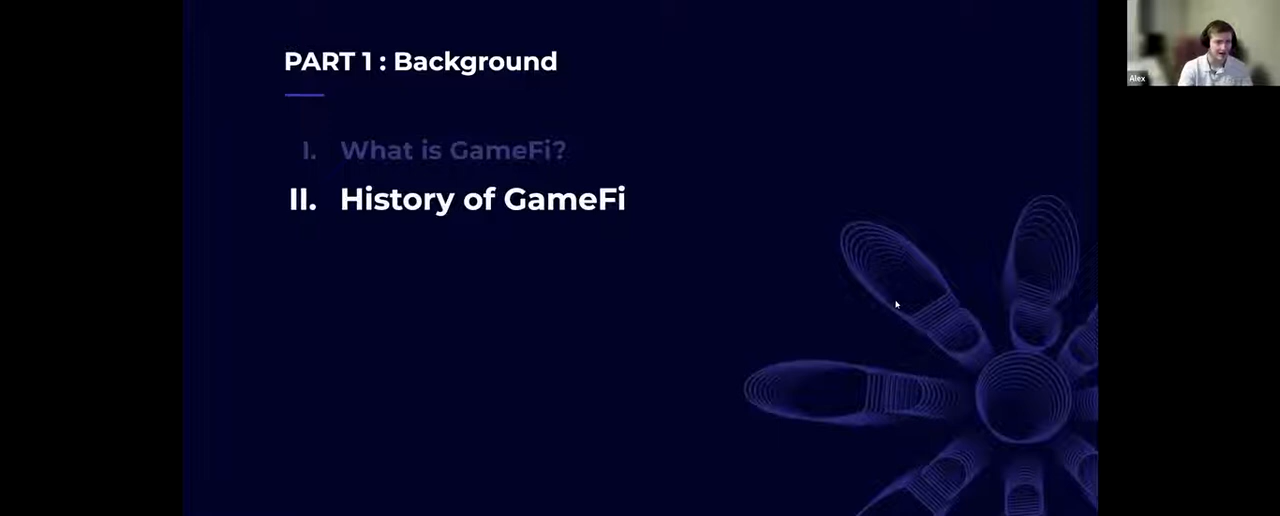 PART 1 : Background
I. What is GameFi?
II. History of GameFi
Alex